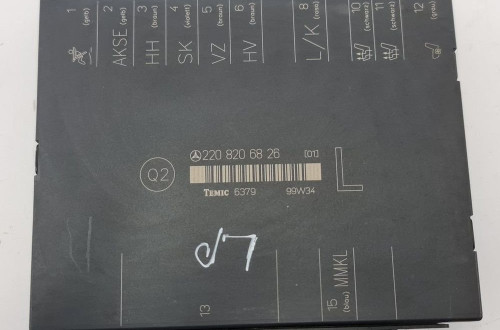 1
(gelb)
2
AKSE
(gelb)
3
HH
(braun)
4
SK
(violett)
5
VZ
(braun)
6
HV
(braun)
8
L/K
(rosa)
10
(schwarz)
11
(schwarz)
12
(grau)
Q2
220 820 68 26 [01]
TEMIC 6379 99W34
L
13
15
(blau)
MMKL